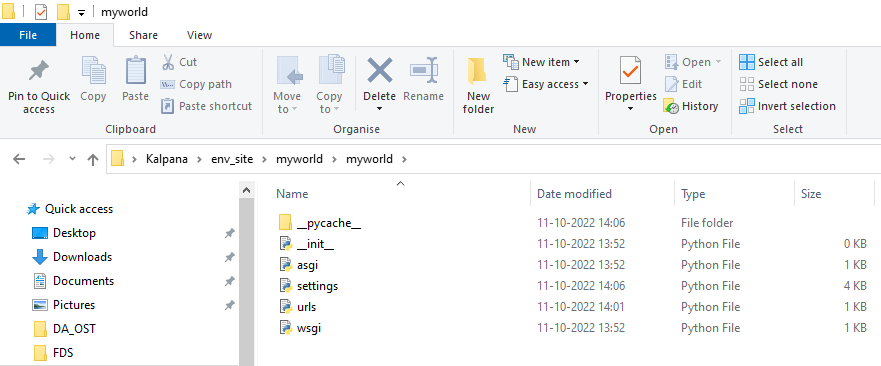 myworld
File Home Share View
Pin to Quick access
Copy
Paste
Cut
Copy path
Paste shortcut
Clipboard
Move to
Copy to
Delete
Rename
Organise
New folder
New item
Easy access
New
Properties
Open
Edit
History
Open
Select all
Select none
Invert selection
Select
Kalpana > env_site > myworld > myworld >
Name Date modified Type Size
Quick access
Desktop
Downloads
Documents
Pictures
DA_OST
FDS
__pycache__ 11-10-2022 14:06 File folder
__init__ 11-10-2022 13:52 Python File 0 KB
asgi 11-10-2022 13:52 Python File 1 KB
settings 11-10-2022 14:06 Python File 4 KB
urls 11-10-2022 14:01 Python File 1 KB
wsgi 11-10-2022 13:52 Python File 1 KB